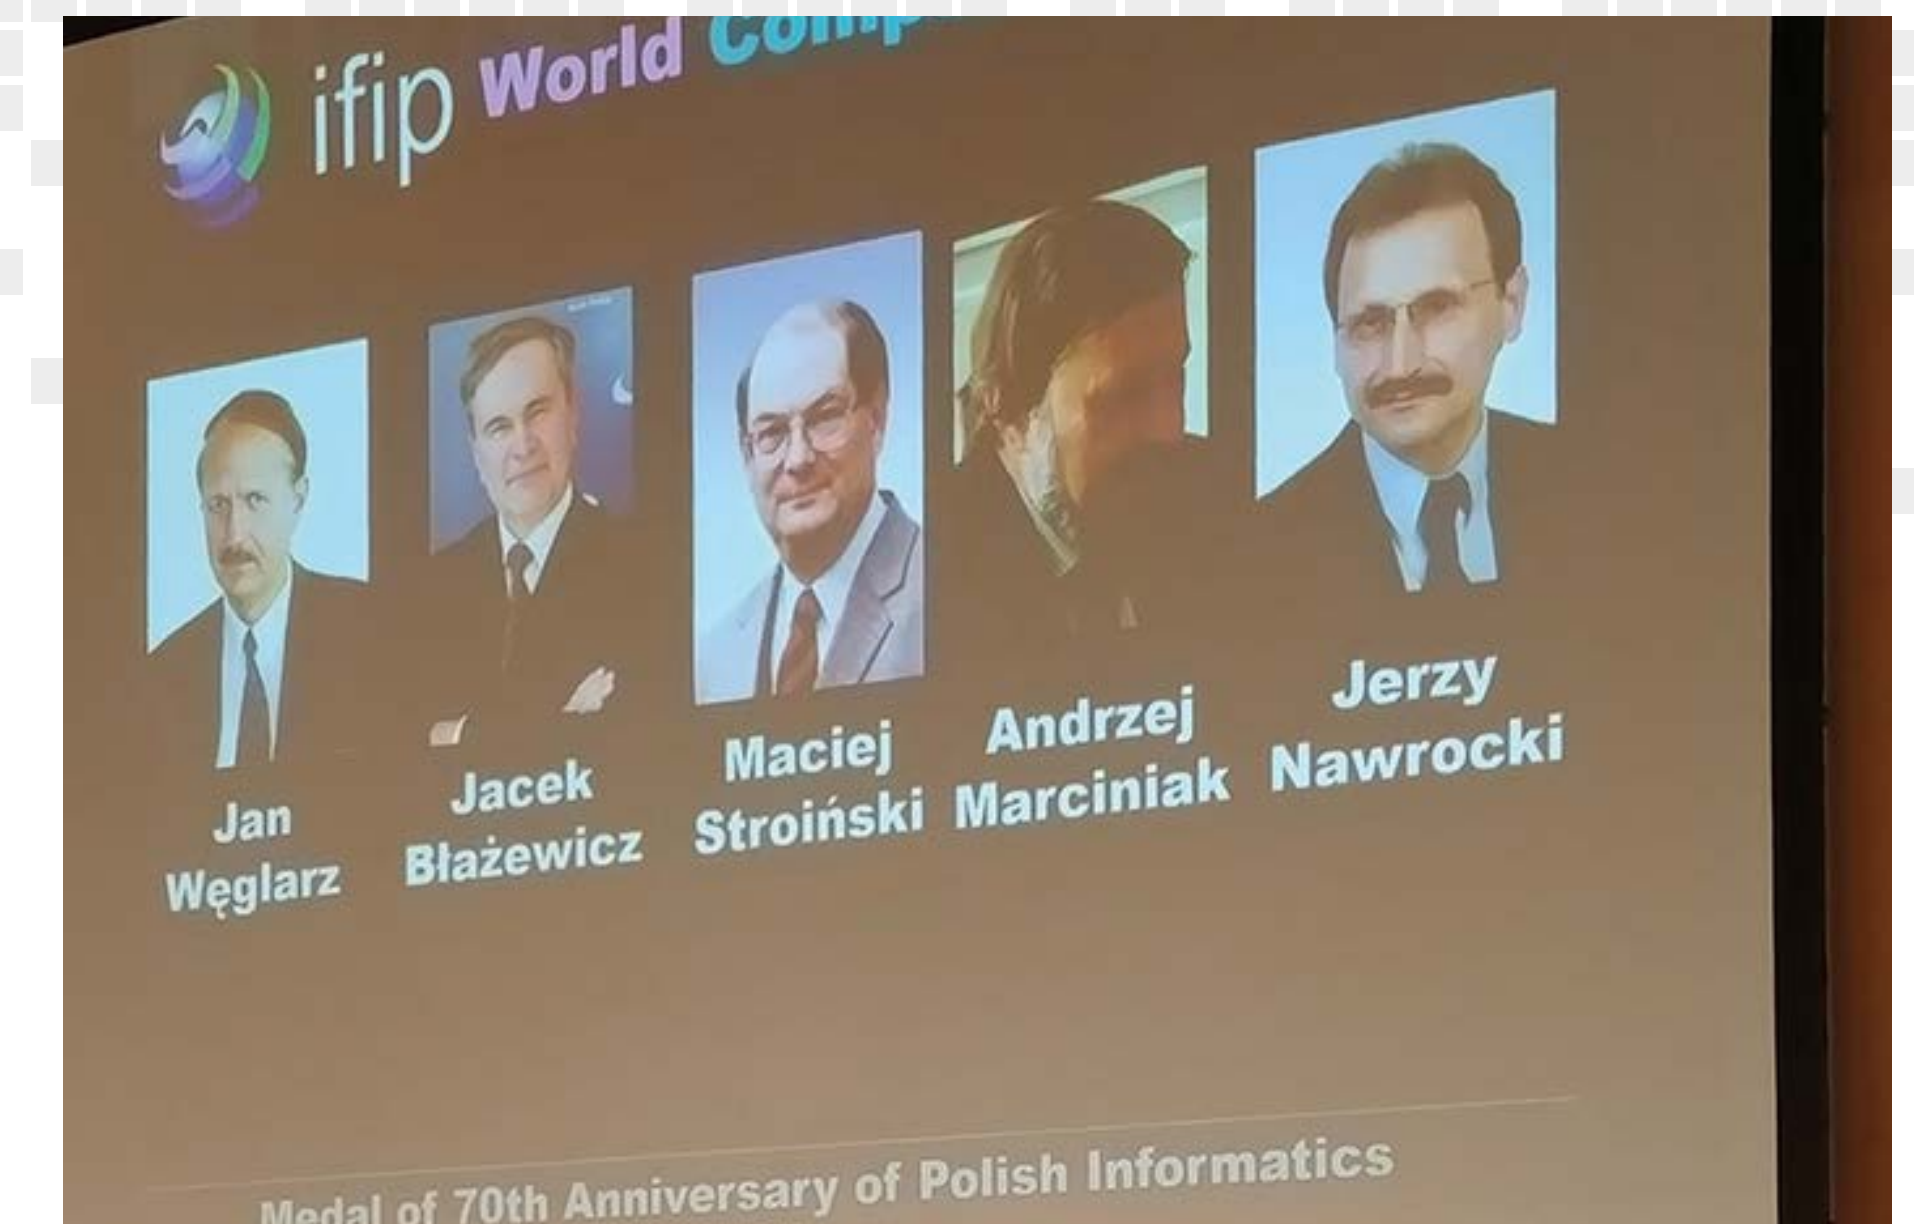 ifip World
Jan
Węglarz
Jacek
Błażewicz
Maciej
Stroiński
Andrzej
Marciniak
Jerzy
Nawrocki
Medal of 70th Anniversary of Polish Informatics